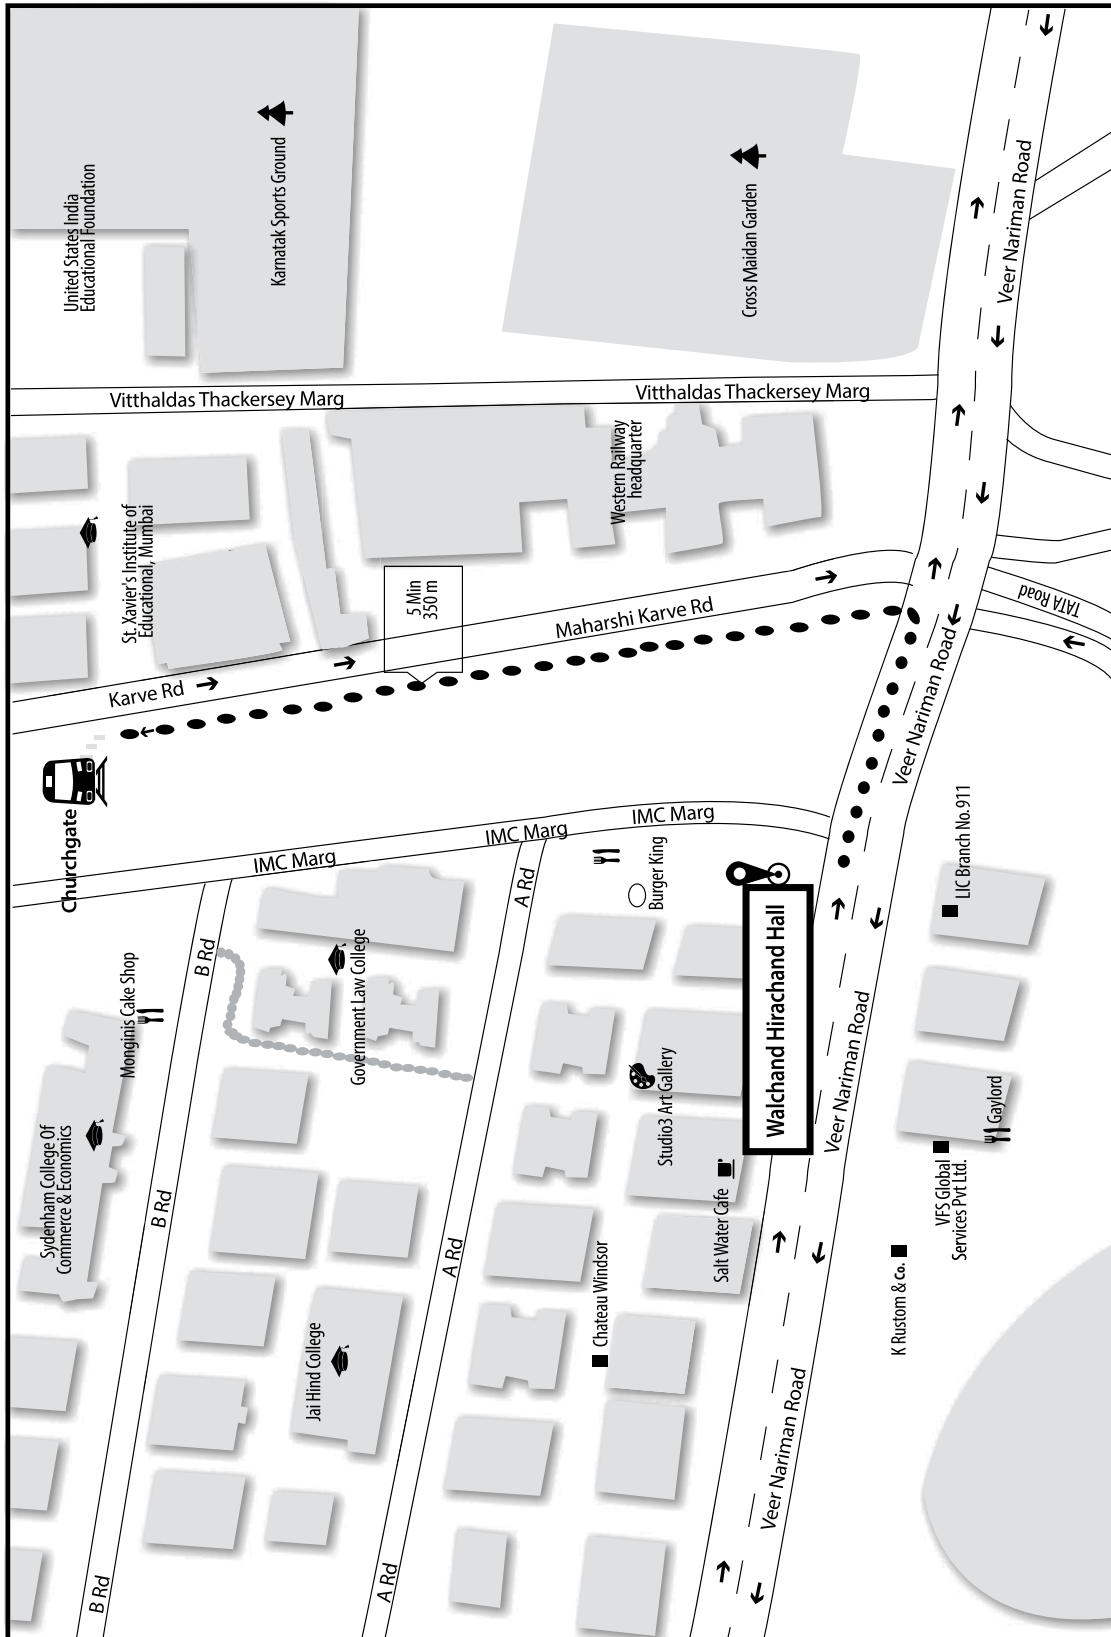 United States India
Educational Foundation
Karnatak Sports Ground
Cross Maidan Garden
Veer Nariman Road
Vitthaldas Thackersey Marg
Vitthaldas Thackersey Marg
Western Railway
headquarter
St. Xavier's Institute of
Educational, Mumbai
5 Min
350 m
Maharshi Karve Rd
Karve Rd
TATA Road
Veer Nariman Road
Churchgate
IMC Marg
IMC Marg
IMC Marg
Burger King
A Rd
LIC Branch No. 911
B Rd
Monginis Cake Shop
Government Law College
Walchand Hirachand Hall
Veer Nariman Road
Studio3 Art Gallery
Gaylord
Sydenham College Of
Commerce & Economics
VFS Global
Services Pvt Ltd.
Salt Water Cafe
B Rd
A Rd
Chateau Windsor
K Rustom & Co.
Jai Hind College
Veer Nariman Road
B Rd
A Rd